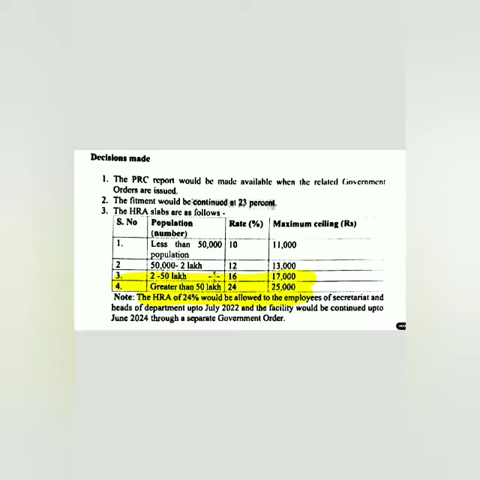 Decisions made
1. The PRC report would be made available when the related Government
Orders are issued.
2. The fitment would be continued at 23 percent.
3. The HRA slabs are as follows -
S. No Population (number) Rate (%) Maximum ceiling (Rs)
1. Less than 50,000 population 10 11,000
2 50,000- 2 lakh 12 13,000
3. 2 -50 lakh 16 17,000
4. Greater than 50 lakh 24 25,000
Note: The HRA of 24% would be allowed to the employees of secretariat and
heads of department upto July 2022 and the facility would be continued upto
June 2024 through a separate Government Order.